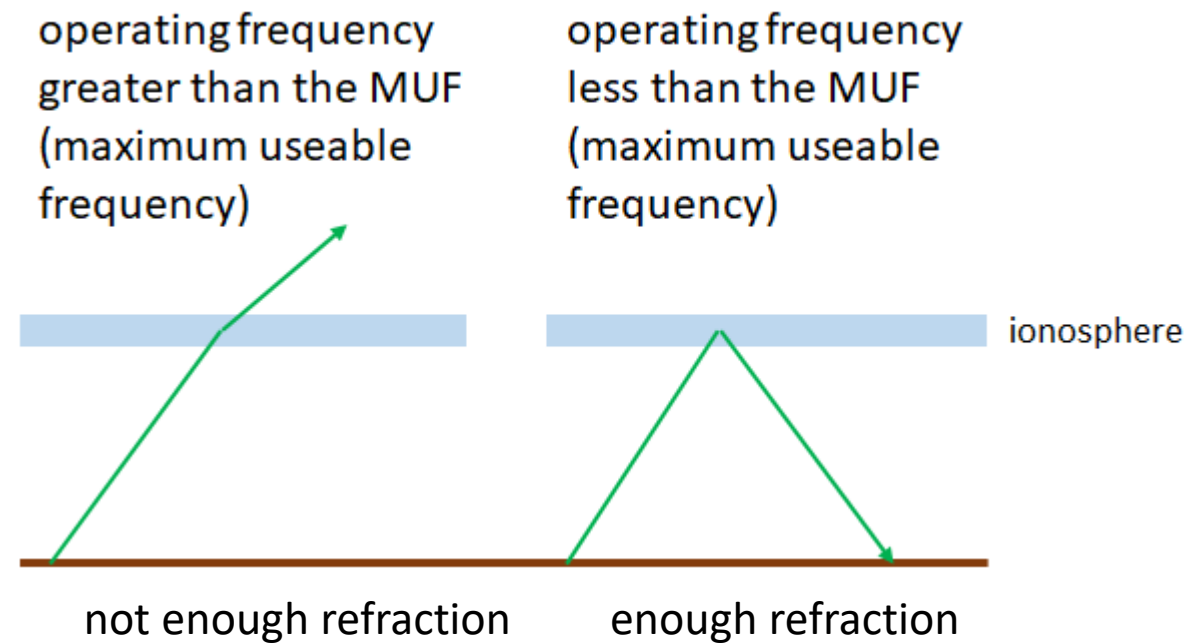 operating frequency
greater than the MUF
(maximum useable
frequency)
operating frequency
less than the MUF
(maximum useable
frequency)
ionosphere
not enough refraction
enough refraction